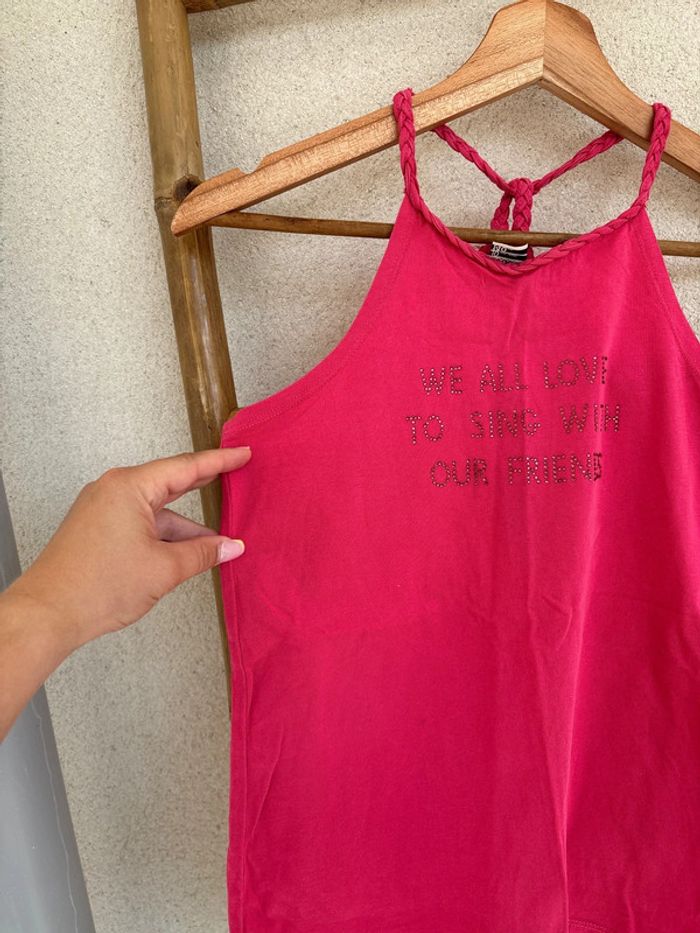 WE ALL LOVE
TO SING WITH
OUR FRIENDS